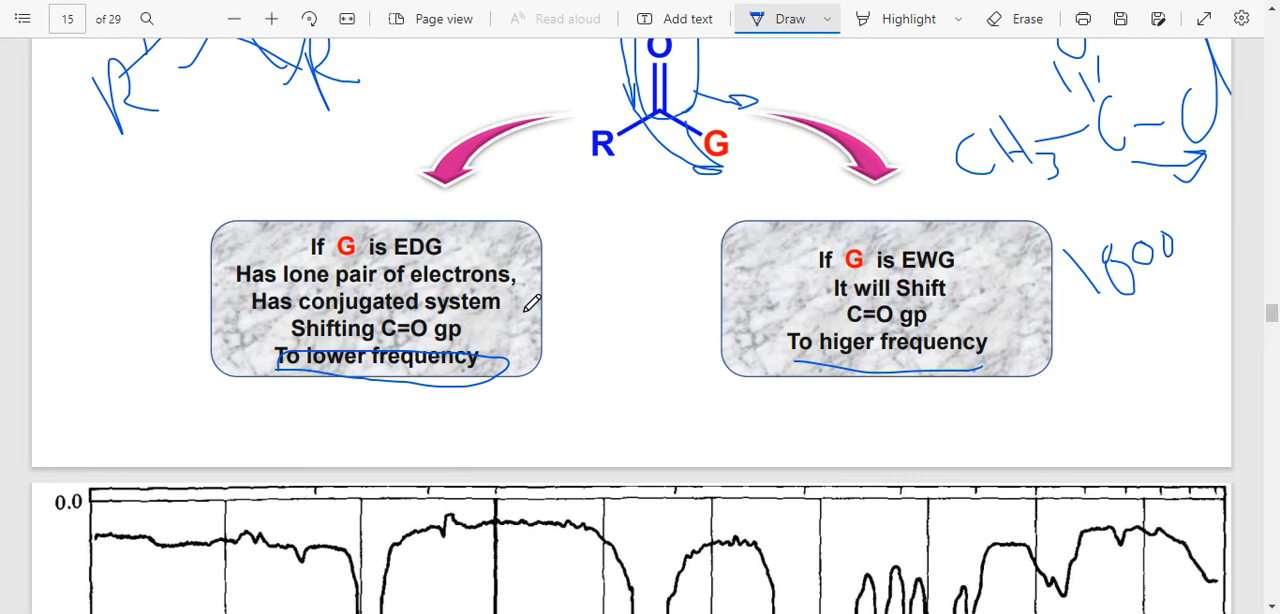 15 of 29 Page view Read aloud Add text Draw Highlight Erase
R R
O
R G
O
CH3 - C - C
If G is EDG
Has lone pair of electrons,
Has conjugated system
Shifting C=O gp
To lower frequency
If G is EWG
It will Shift
C=O gp
To higer frequency
1800
0.0